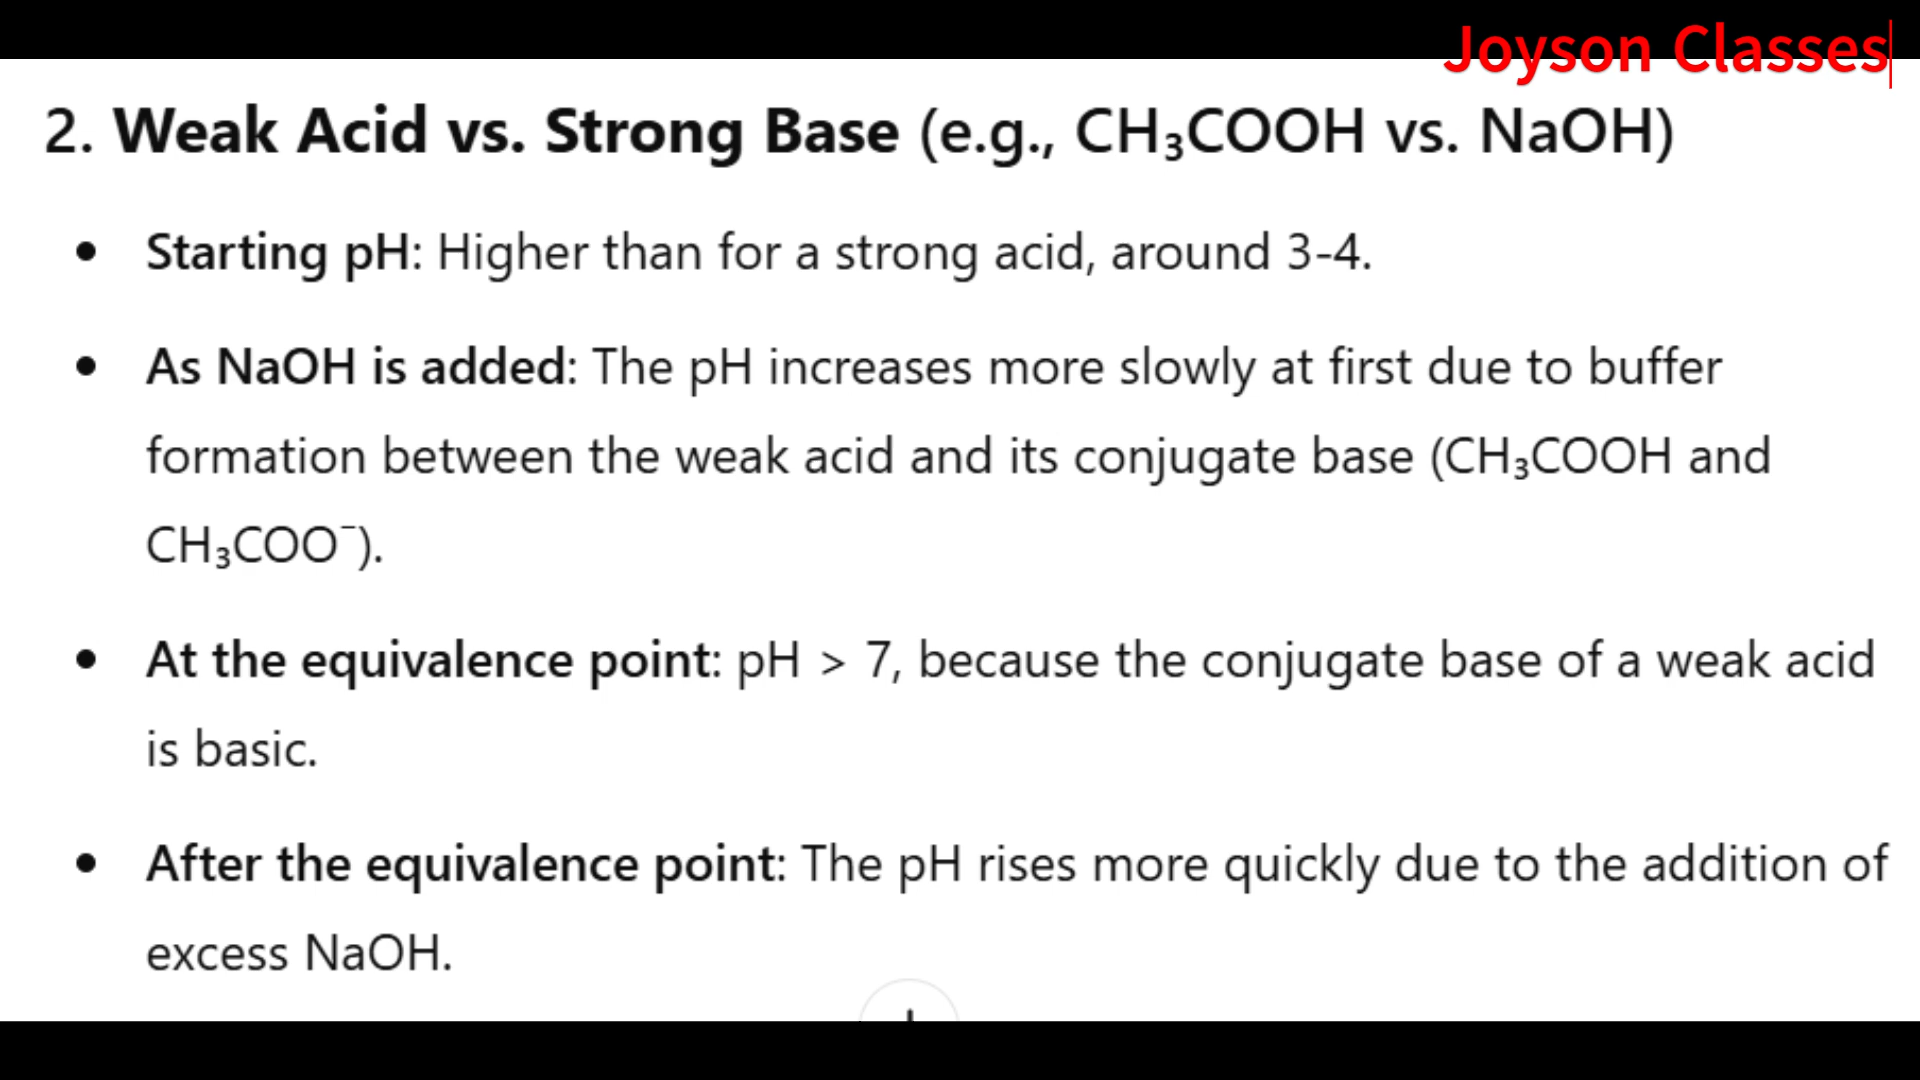 Joyson Classes
2. Weak Acid vs. Strong Base (e.g., CH₃COOH vs. NaOH)
• Starting pH: Higher than for a strong acid, around 3-4.
• As NaOH is added: The pH increases more slowly at first due to buffer
formation between the weak acid and its conjugate base (CH₃COOH and
CH₃COO⁻).
• At the equivalence point: pH > 7, because the conjugate base of a weak acid
is basic.
• After the equivalence point: The pH rises more quickly due to the addition of
excess NaOH.